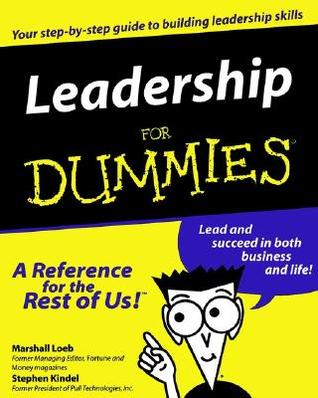 Your step-by-step guide to building leadership skills
Leadership
FOR
DUMMIES™
Lead and
succeed in both
business
and life!
A Reference
for the
Rest of Us!™
Marshall Loeb
Former Managing Editor, Fortune and
Money magazines
Stephen Kindel
Former President of Pull Technologies, Inc.